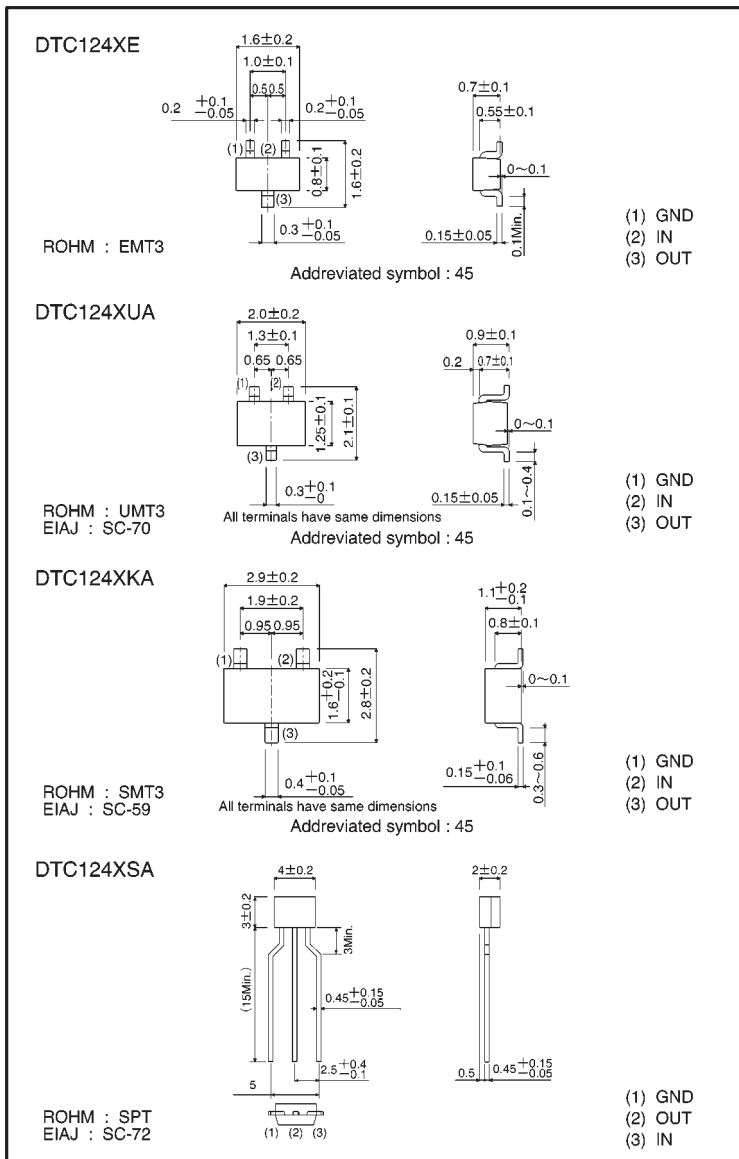 DTC124XE
1.6±0.2
1.0±0.1
0.5 0.5
0.2 +0.1 −0.05
0.2 +0.1 −0.05
(1) (2)
0.8±0.1
1.6±0.2
(3)
0.3 +0.1 −0.05
0.7±0.1
0.55±0.1
0~0.1
0.15±0.05
0.1Min.
ROHM : EMT3
Addreviated symbol : 45
(1) GND
(2) IN
(3) OUT
DTC124XUA
2.0±0.2
1.3±0.1
0.65 0.65
(1) (2)
1.25±0.1
2.1±0.1
(3)
0.3 +0.1 −0
0.9±0.1
0.2 0.7±0.1
0~0.1
0.15±0.05
0.1~0.4
ROHM : UMT3
EIAJ : SC-70
All terminals have same dimensions
Addreviated symbol : 45
(1) GND
(2) IN
(3) OUT
DTC124XKA
2.9±0.2
1.9±0.2
0.95 0.95
(1) (2)
1.6 +0.2 −0.1
2.8±0.2
(3)
0.4 +0.1 −0.05
1.1 +0.2 −0.1
0.8±0.1
0~0.1
0.15 +0.1 −0.06
0.3~0.6
ROHM : SMT3
EIAJ : SC-59
All terminals have same dimensions
Addreviated symbol : 45
(1) GND
(2) IN
(3) OUT
DTC124XSA
4±0.2
3±0.2
3Min.
(15Min.)
0.45 +0.15 −0.05
2.5 +0.4 −0.1
5
(1) (2) (3)
2±0.2
0.5
0.45 +0.15 −0.05
ROHM : SPT
EIAJ : SC-72
(1) GND
(2) OUT
(3) IN